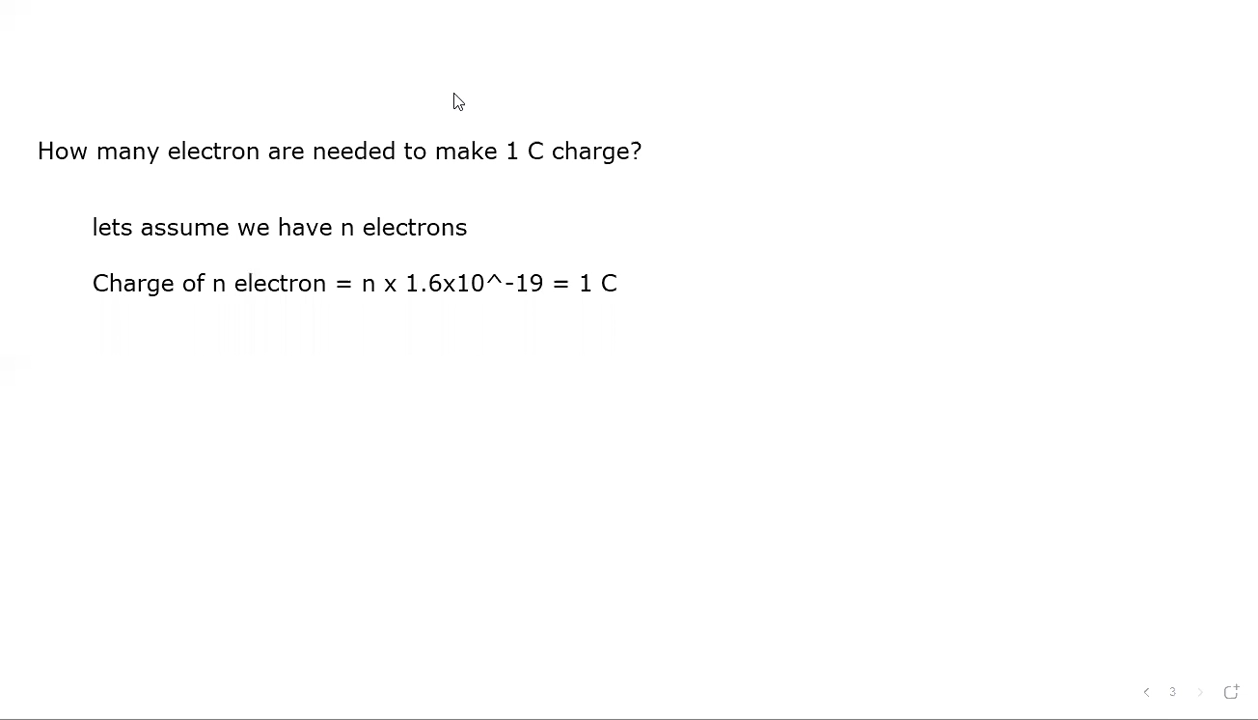 How many electron are needed to make 1 C charge?
lets assume we have n electrons
Charge of n electron = n x 1.6x10^-19 = 1 C
3